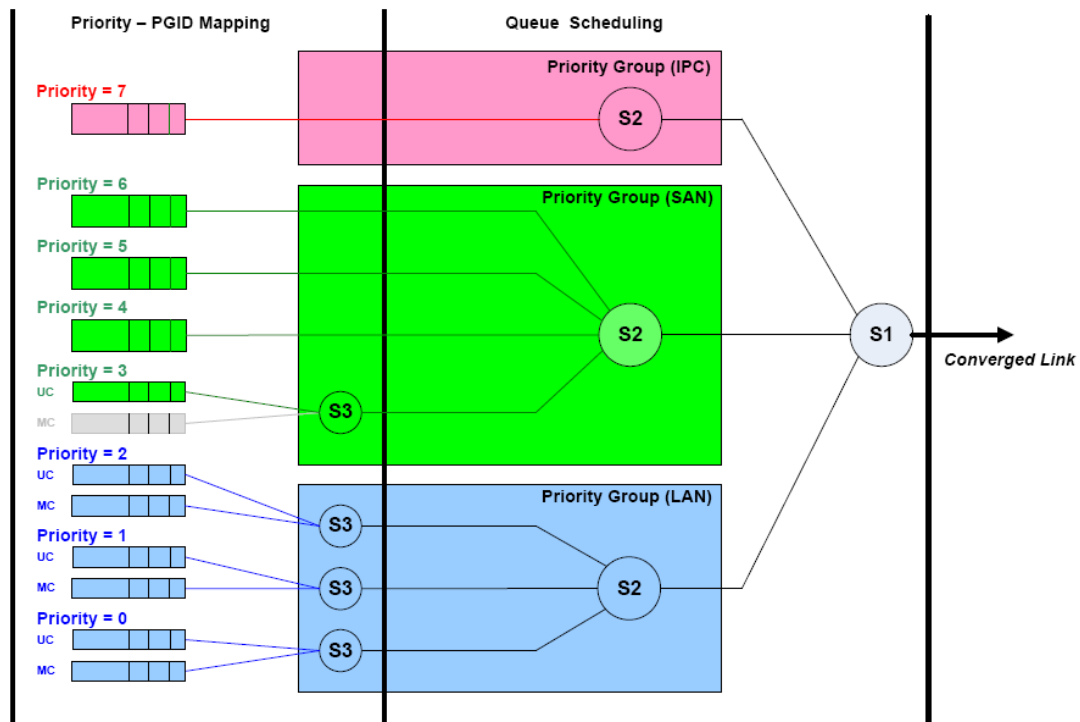 Priority – PGID Mapping
Queue Scheduling
Priority Group (IPC)
Priority = 7
S2
Priority = 6
Priority Group (SAN)
Priority = 5
Priority = 4
S2
S1
Converged Link
Priority = 3
UC
S3
MC
Priority = 2
UC
Priority Group (LAN)
MC
S3
Priority = 1
UC
MC
S3
S2
Priority = 0
UC
S3
MC